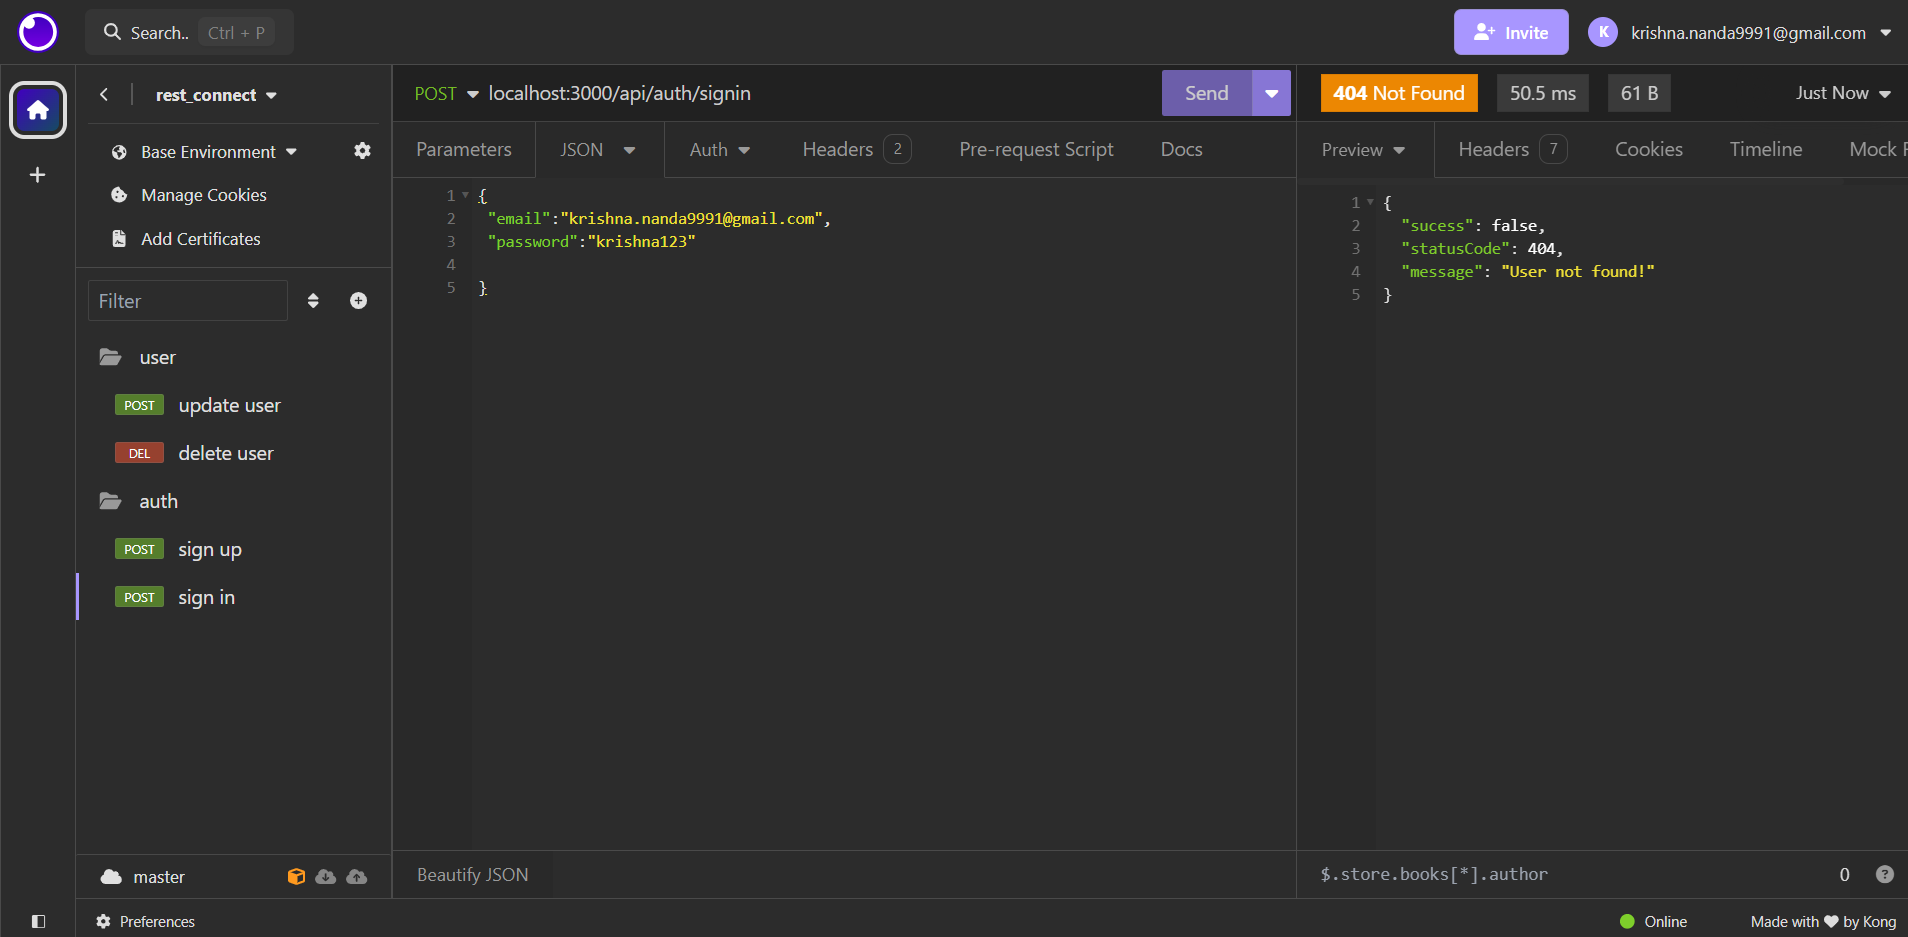 Search.. Ctrl + P
Invite
K krishna.nanda9991@gmail.com
rest_connect
POST localhost:3000/api/auth/signin
Send
404 Not Found 50.5 ms 61 B
Just Now
Base Environment
Manage Cookies
Add Certificates
Filter
user
POST update user
DEL delete user
auth
POST sign up
POST sign in
master
Parameters JSON Auth Headers 2 Pre-request Script Docs
1 {
2 "email":"krishna.nanda9991@gmail.com",
3 "password":"krishna123"
4
5 }
Beautify JSON
Preview Headers 7 Cookies Timeline Mock
1 {
2 "sucess": false,
3 "statusCode": 404,
4 "message": "User not found!"
5 }
$.store.books[*].author 0 ?
Preferences
Online
Made with ❤ by Kong